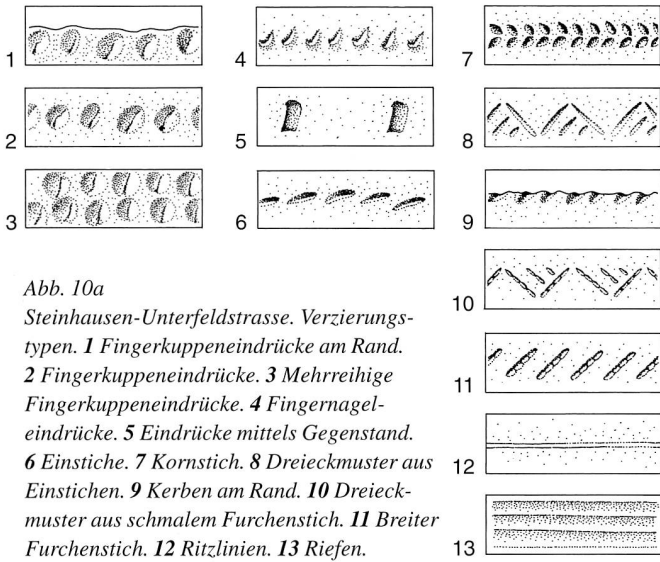 1
2
3
4
5
6
7
8
9
10
11
12
13
Abb. 10a
Steinhausen-Unterfeldstrasse. Verzierungs-
typen. 1 Fingerkuppeneindrücke am Rand.
2 Fingerkuppeneindrücke. 3 Mehrreihige
Fingerkuppeneindrücke. 4 Fingernagel-
eindrücke. 5 Eindrücke mittels Gegenstand.
6 Einstiche. 7 Kornstich. 8 Dreieckmuster aus
Einstichen. 9 Kerben am Rand. 10 Dreieck-
muster aus schmalem Furchenstich. 11 Breiter
Furchenstich. 12 Ritzlinien. 13 Riefen.